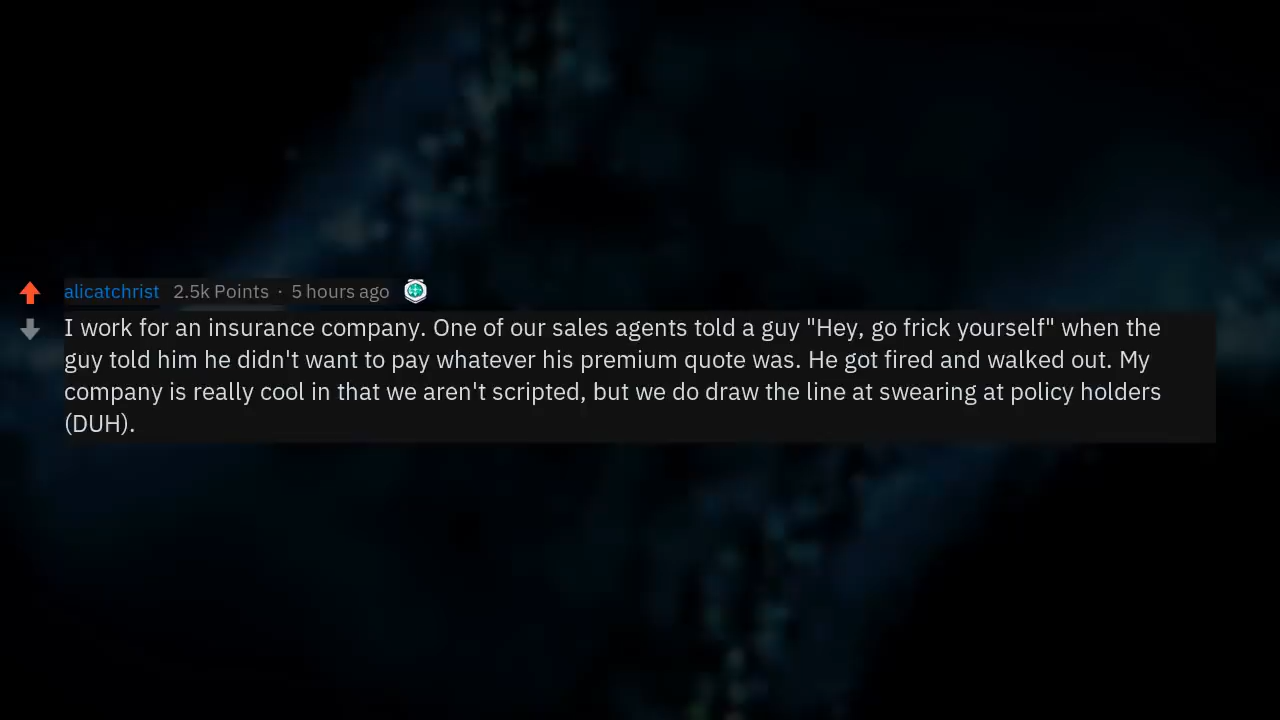 alicatchrist 2.5k Points · 5 hours ago
I work for an insurance company. One of our sales agents told a guy "Hey, go frick yourself" when the
guy told him he didn't want to pay whatever his premium quote was. He got fired and walked out. My
company is really cool in that we aren't scripted, but we do draw the line at swearing at policy holders
(DUH).